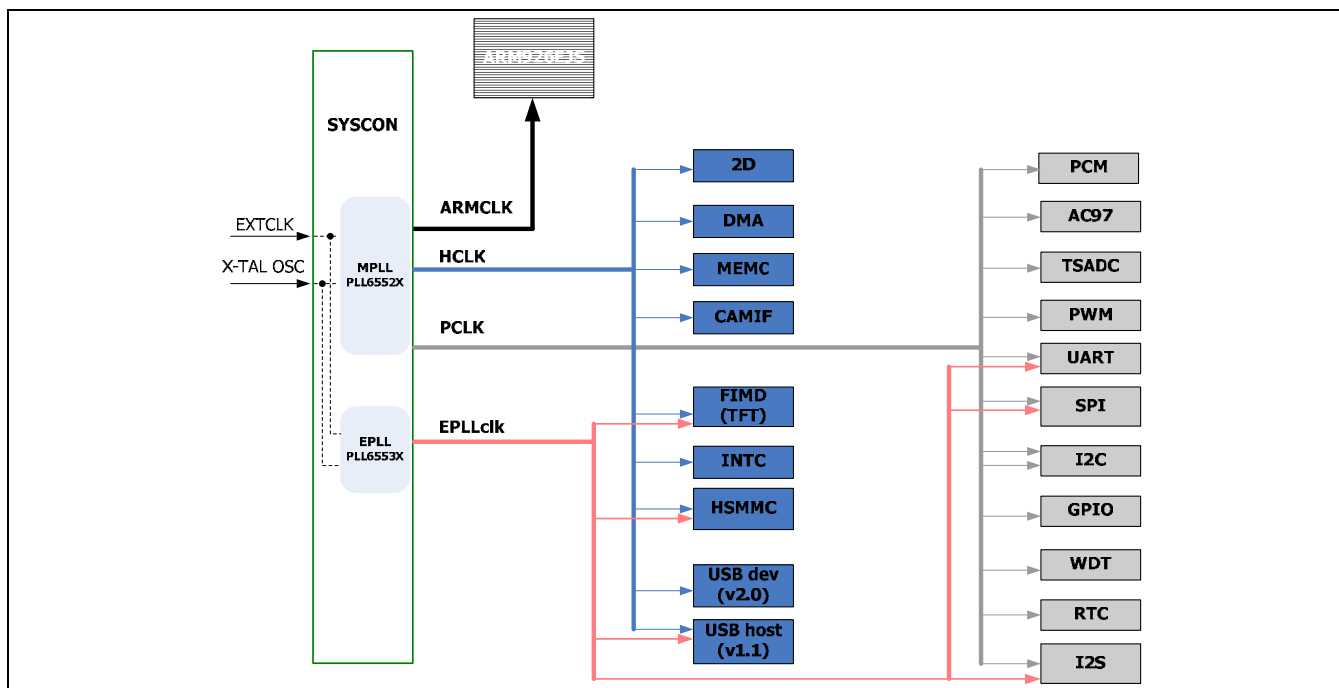 ARM926EJS
SYSCON
EXTCLK
X-TAL OSC
MPLL
PLL6552X
EPLL
PLL6553X
ARMCLK
HCLK
PCLK
EPLLclk
2D
DMA
MEMC
CAMIF
FIMD
(TFT)
INTC
HSMMC
USB dev
(v2.0)
USB host
(v1.1)
PCM
AC97
TSADC
PWM
UART
SPI
I2C
GPIO
WDT
RTC
I2S